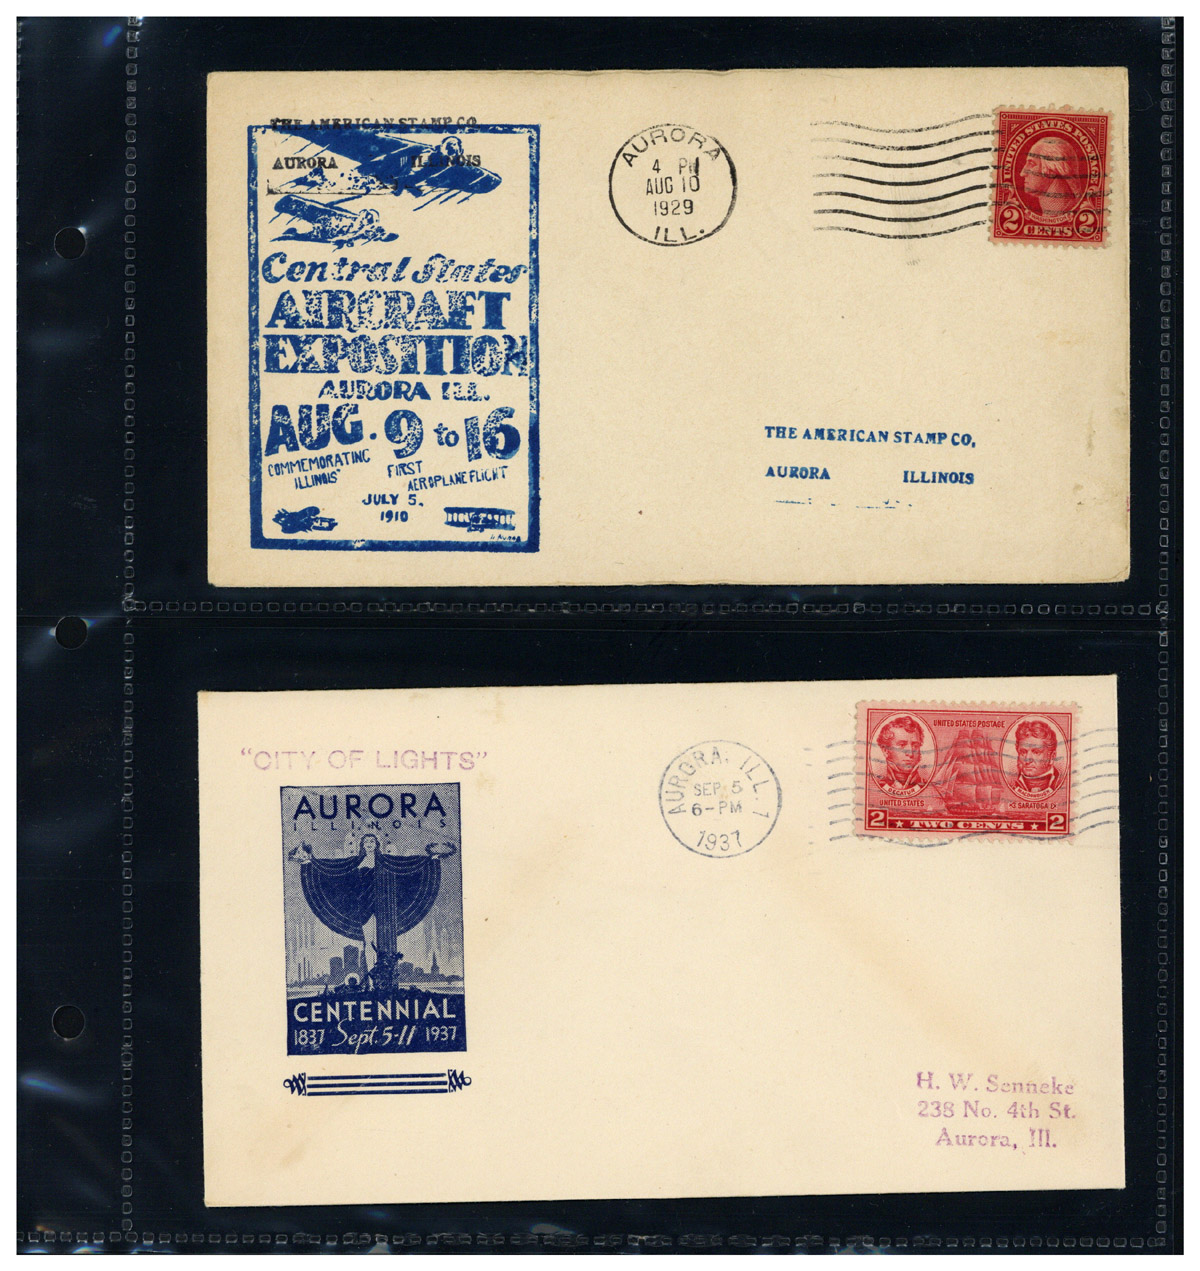 THE AMERICAN STAMP CO
AURORA ILLINOIS
Central States
AIRCRAFT
EXPOSITION
AURORA ILL.
AUG. 9 to 16
COMMEMORATING
ILLINOIS'
FIRST
AEROPLANE FLIGHT
JULY 5,
1910
AURORA
4 PM
AUG 10
1929
ILL.
UNITED STATES POSTAGE
WASHINGTON
2 CENTS 2
THE AMERICAN STAMP CO,
AURORA ILLINOIS
"CITY OF LIGHTS"
AURORA
ILLINOIS
CENTENNIAL
1837 Sept. 5-11 1937
AURORA, ILL. 1
SEP 5
6-PM
1937
UNITED STATES POSTAGE
DECATUR
MACDONOUGH
UNITED STATES
SARATOGA
2 TWO CENTS 2
H. W. Senneke
238 No. 4th St.
Aurora, Ill.